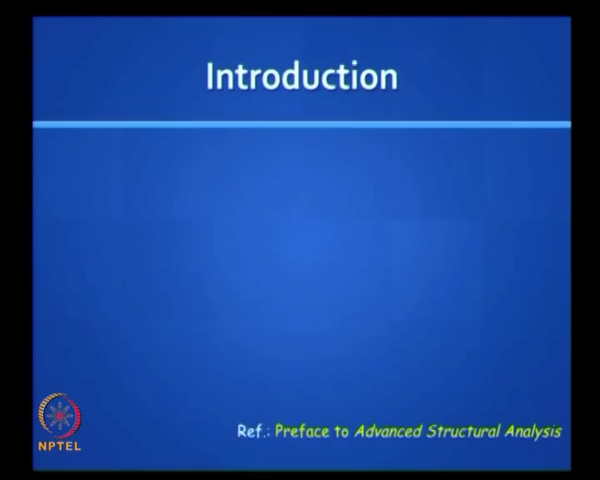 Introduction
Ref.: Preface to Advanced Structural Analysis
NPTEL